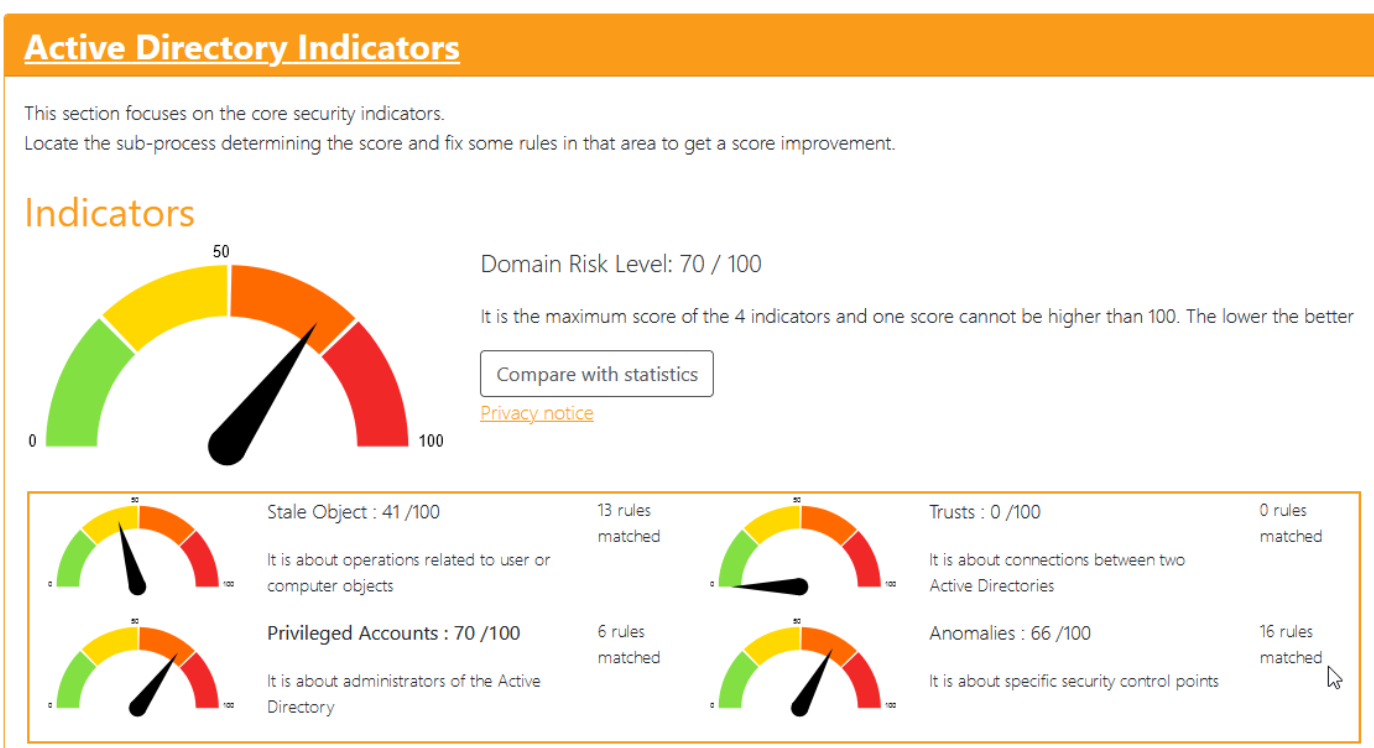 Active Directory Indicators
This section focuses on the core security indicators.
Locate the sub-process determining the score and fix some rules in that area to get a score improvement.
Indicators
50
0
100
Domain Risk Level: 70 / 100
It is the maximum score of the 4 indicators and one score cannot be higher than 100. The lower the better
Compare with statistics
Privacy notice
50
0
100
Stale Object : 41 /100
It is about operations related to user or
computer objects
13 rules
matched
50
0
100
Trusts : 0 /100
It is about connections between two
Active Directories
0 rules
matched
50
0
100
Privileged Accounts : 70 /100
It is about administrators of the Active
Directory
6 rules
matched
50
0
100
Anomalies : 66 /100
It is about specific security control points
16 rules
matched